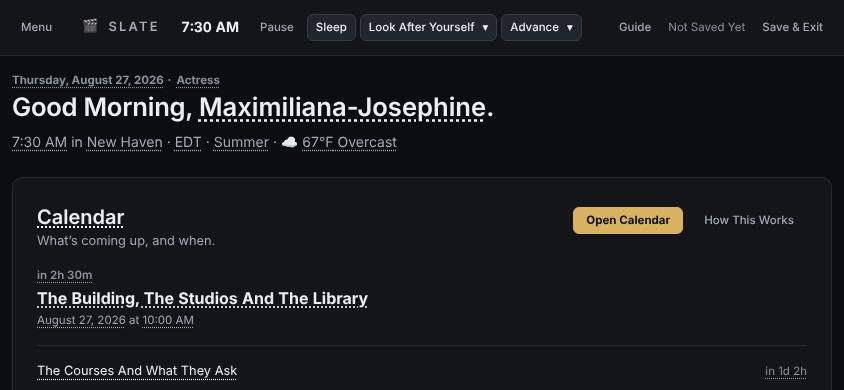 Menu 🎬 SLATE 7:30 AM Pause Sleep Look After Yourself ▾ Advance ▾ Guide Not Saved Yet Save & Exit
Thursday, August 27, 2026 · Actress
Good Morning, Maximiliana-Josephine.
7:30 AM in New Haven · EDT · Summer · ☁️ 67°F Overcast
Calendar
Open Calendar How This Works
What's coming up, and when.
in 2h 30m
The Building, The Studios And The Library
August 27, 2026 at 10:00 AM
The Courses And What They Ask in 1d 2h